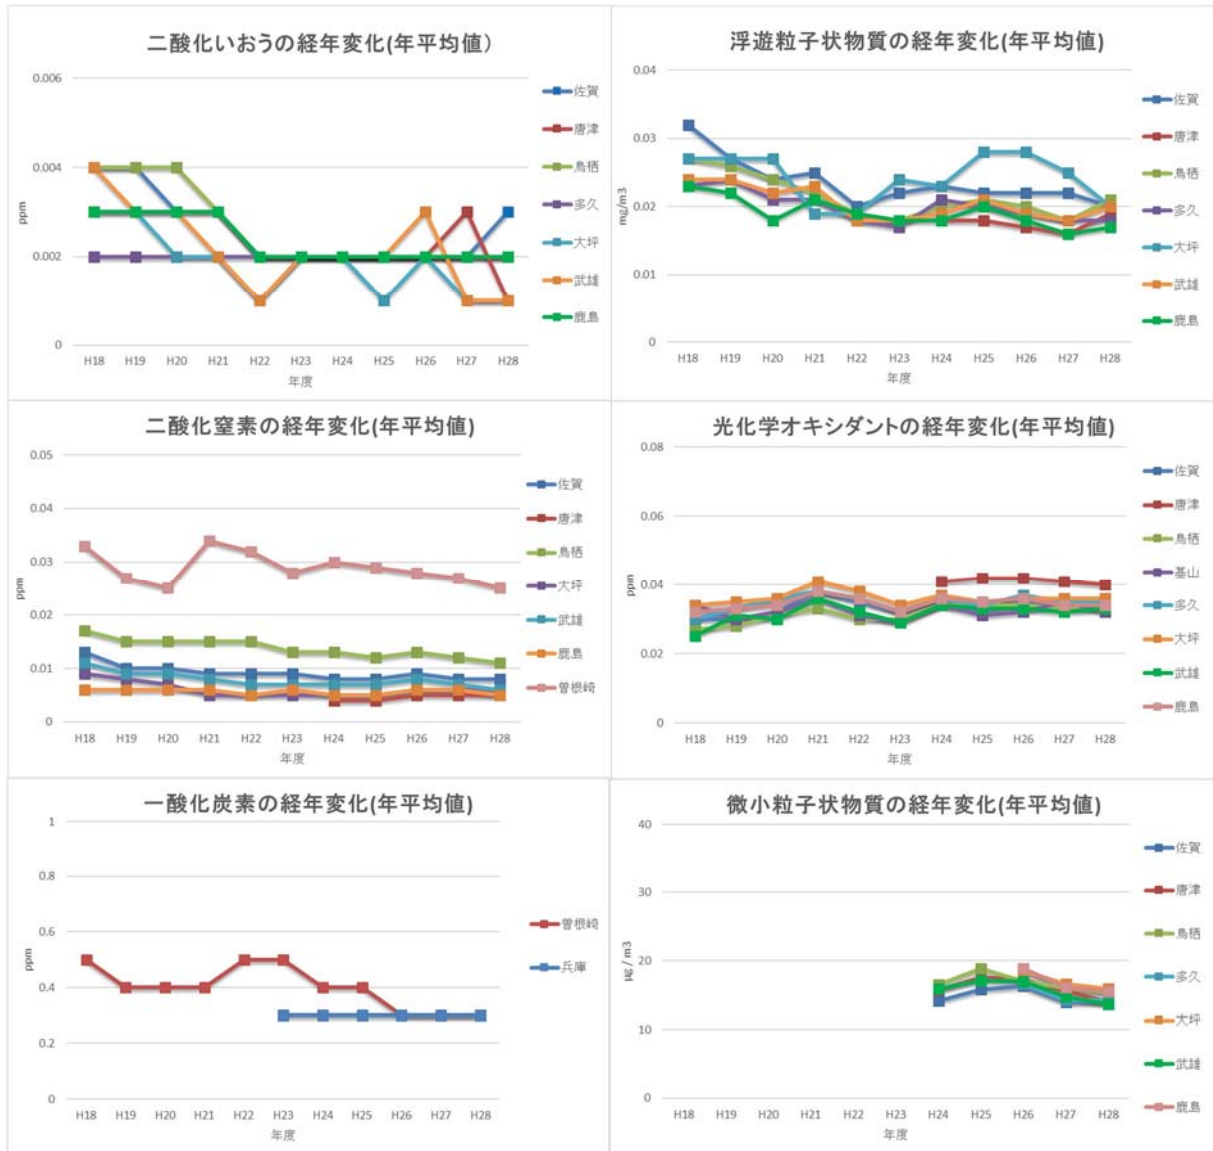 二酸化いおうの経年変化(年平均値)
0.006
0.004
0.002
0
ppm
H18 H19 H20 H21 H22 H23 H24 H25 H26 H27 H28
年度
佐賀
唐津
鳥栖
多久
大坪
武雄
鹿島
浮遊粒子状物質の経年変化(年平均値)
0.04
0.03
0.02
0.01
0
mg/m3
H18 H19 H20 H21 H22 H23 H24 H25 H26 H27 H28
年度
佐賀
唐津
鳥栖
多久
大坪
武雄
鹿島
二酸化窒素の経年変化(年平均値)
0.05
0.04
0.03
0.02
0.01
0
ppm
H18 H19 H20 H21 H22 H23 H24 H25 H26 H27 H28
年度
佐賀
唐津
鳥栖
大坪
武雄
鹿島
曽根崎
光化学オキシダントの経年変化(年平均値)
0.08
0.06
0.04
0.02
0
ppm
H18 H19 H20 H21 H22 H23 H24 H25 H26 H27 H28
年度
佐賀
唐津
鳥栖
基山
多久
大坪
武雄
鹿島
一酸化炭素の経年変化(年平均値)
1
0.8
0.6
0.4
0.2
0
ppm
H18 H19 H20 H21 H22 H23 H24 H25 H26 H27 H28
年度
曽根崎
兵庫
微小粒子状物質の経年変化(年平均値)
40
30
20
10
0
μg / m3
H18 H19 H20 H21 H22 H23 H24 H25 H26 H27 H28
年度
佐賀
唐津
鳥栖
多久
大坪
武雄
鹿島